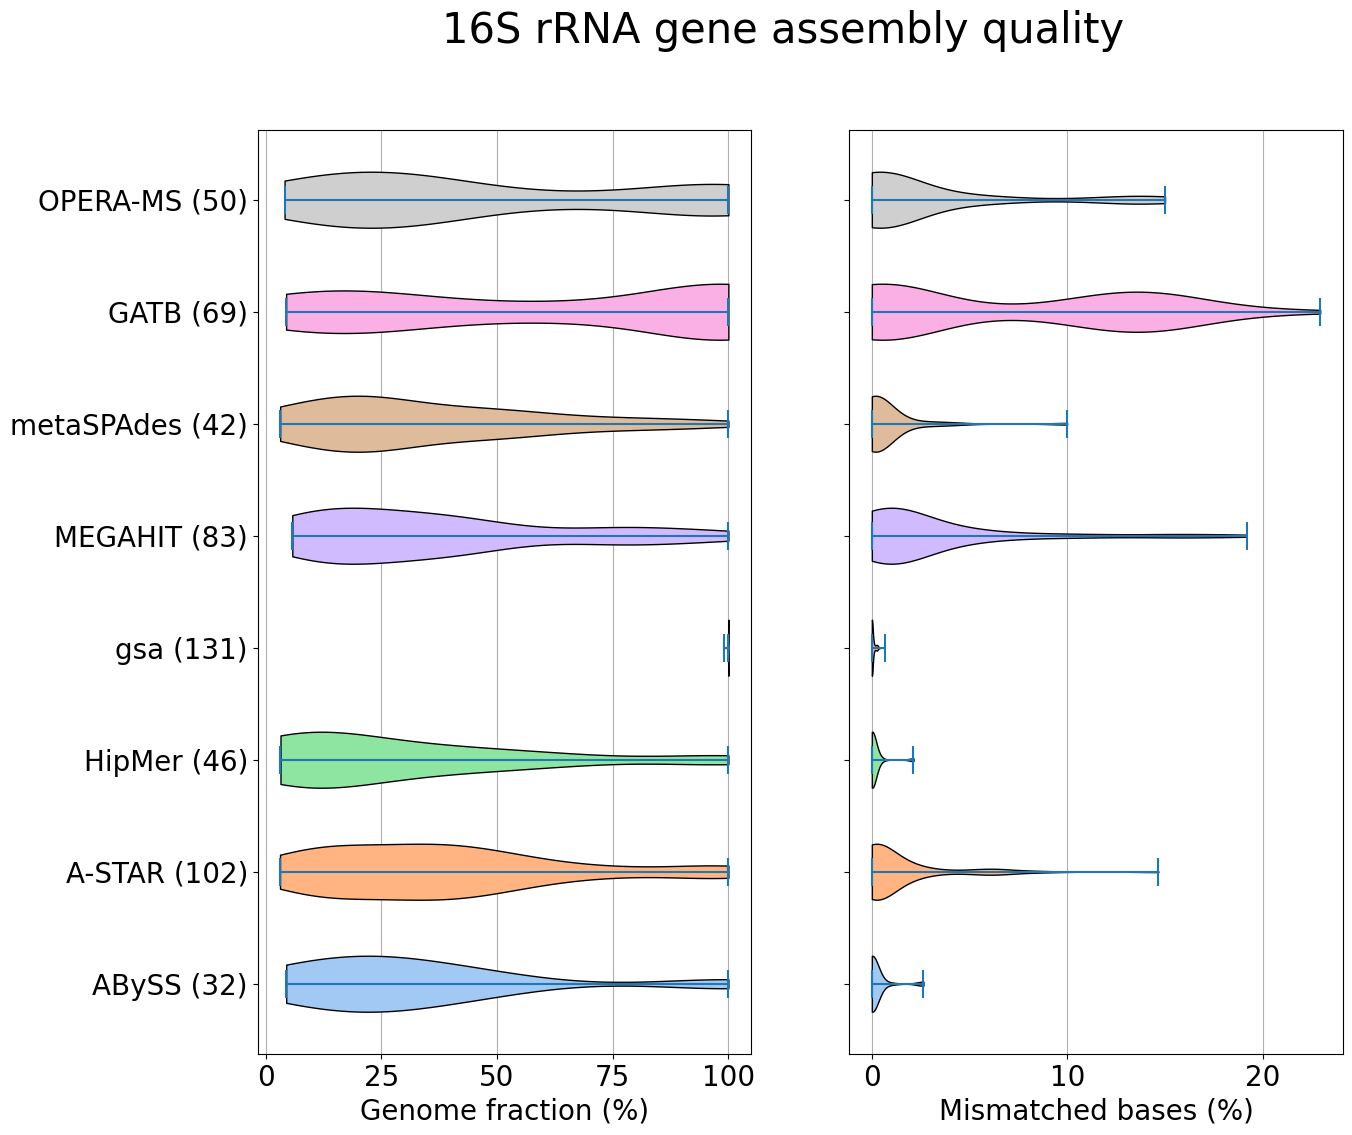 16S rRNA gene assembly quality
OPERA-MS (50)
GATB (69)
metaSPAdes (42)
MEGAHIT (83)
gsa (131)
HipMer (46)
A-STAR (102)
ABySS (32)
0 25 50 75 100
Genome fraction (%)
0 10 20
Mismatched bases (%)